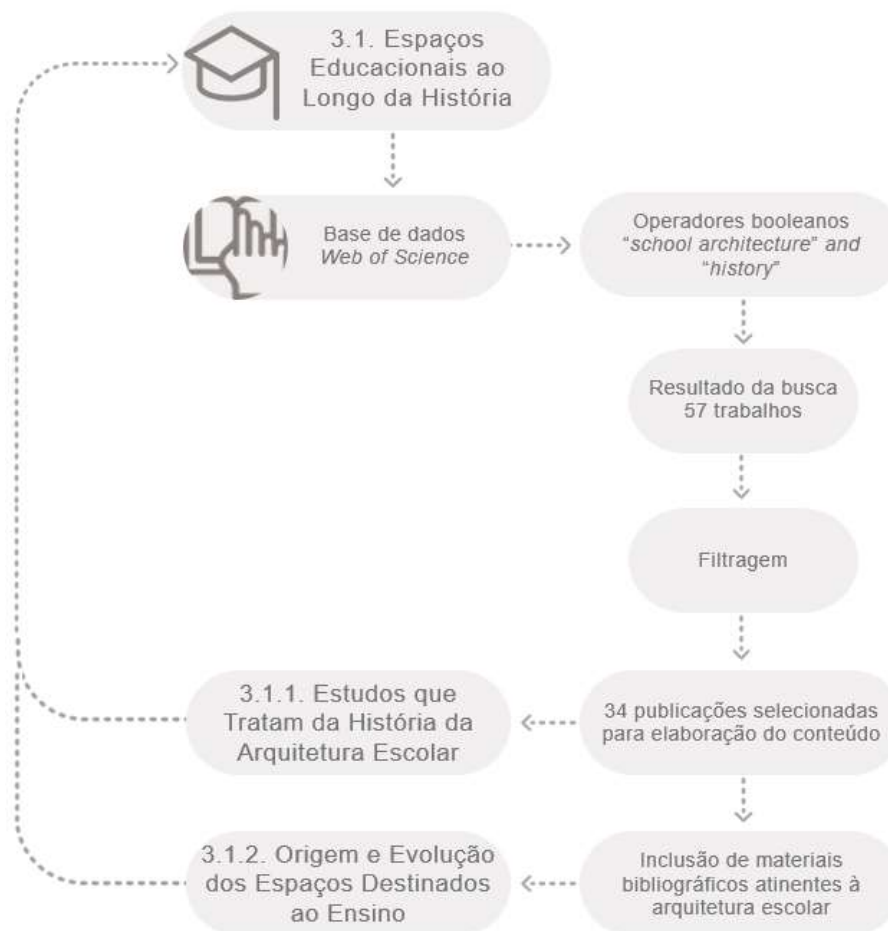 3.1. Espaços
Educacionais ao
Longo da História
Base de dados
Web of Science
Operadores booleanos
“school architecture” and
“history”
Resultado da busca
57 trabalhos
Filtragem
34 publicações selecionadas
para elaboração do conteúdo
3.1.1. Estudos que
Tratam da História da
Arquitetura Escolar
Inclusão de materiais
bibliográficos atinentes à
arquitetura escolar
3.1.2. Origem e Evolução
dos Espaços Destinados
ao Ensino